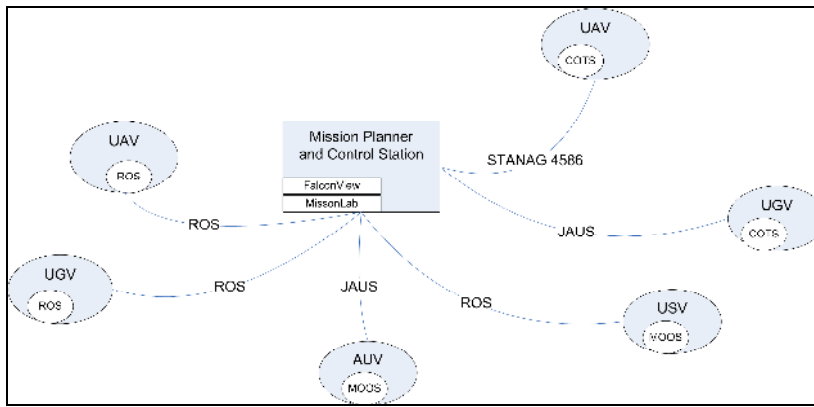 UAV
COTS
Mission Planner
and Control Station
FalconView
MissonLab
UAV
ROS
STANAG 4586
UGV
COTS
JAUS
ROS
UGV
ROS
ROS
JAUS
ROS
USV
MOOS
AUV
MOOS